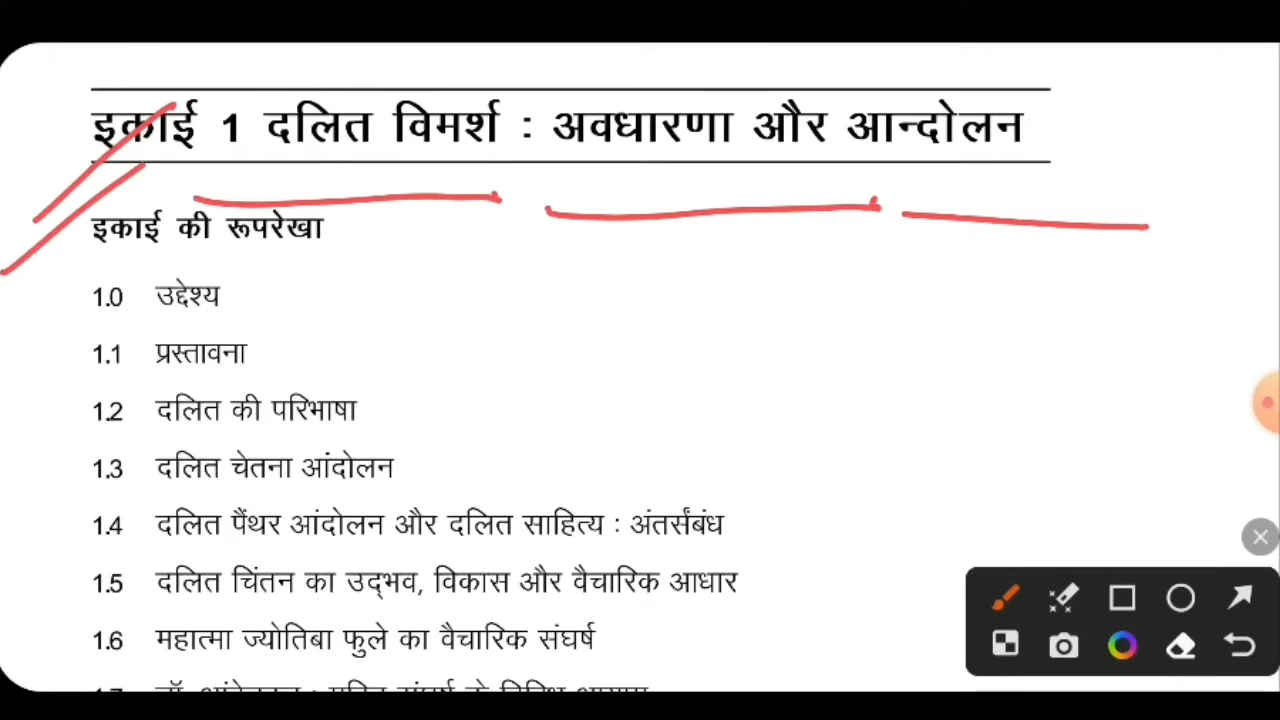 इकाई 1 दलित विमर्श : अवधारणा और आन्दोलन
इकाई की रूपरेखा
1.0 उद्देश्य
1.1 प्रस्तावना
1.2 दलित की परिभाषा
1.3 दलित चेतना आंदोलन
1.4 दलित पैंथर आंदोलन और दलित साहित्य : अंतर्संबंध
1.5 दलित चिंतन का उद्‌भव, विकास और वैचारिक आधार
1.6 महात्मा ज्योतिबा फुले का वैचारिक संघर्ष